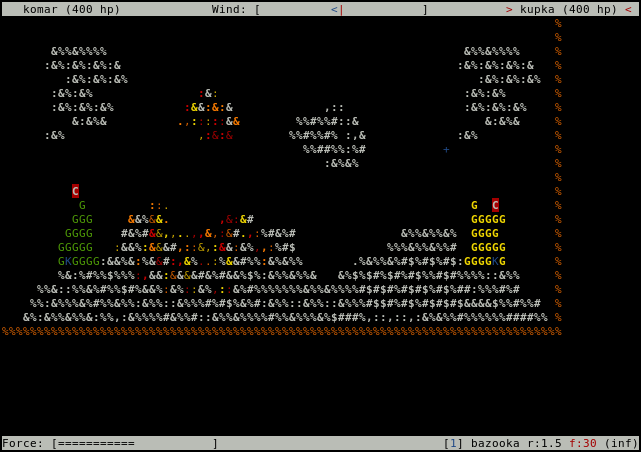 komar (400 hp) Wind: [ <| ] > kupka (400 hp) <
Force: [=========== ] [1] bazooka r:1.5 f:30 (inf)